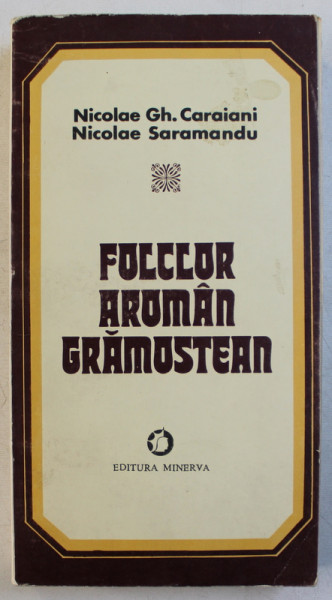 Nicolae Gh. Caraiani
Nicolae Saramandu
FOLCLOR
AROMÂN
GRĂMOSTEAN
EDITURA MINERVA